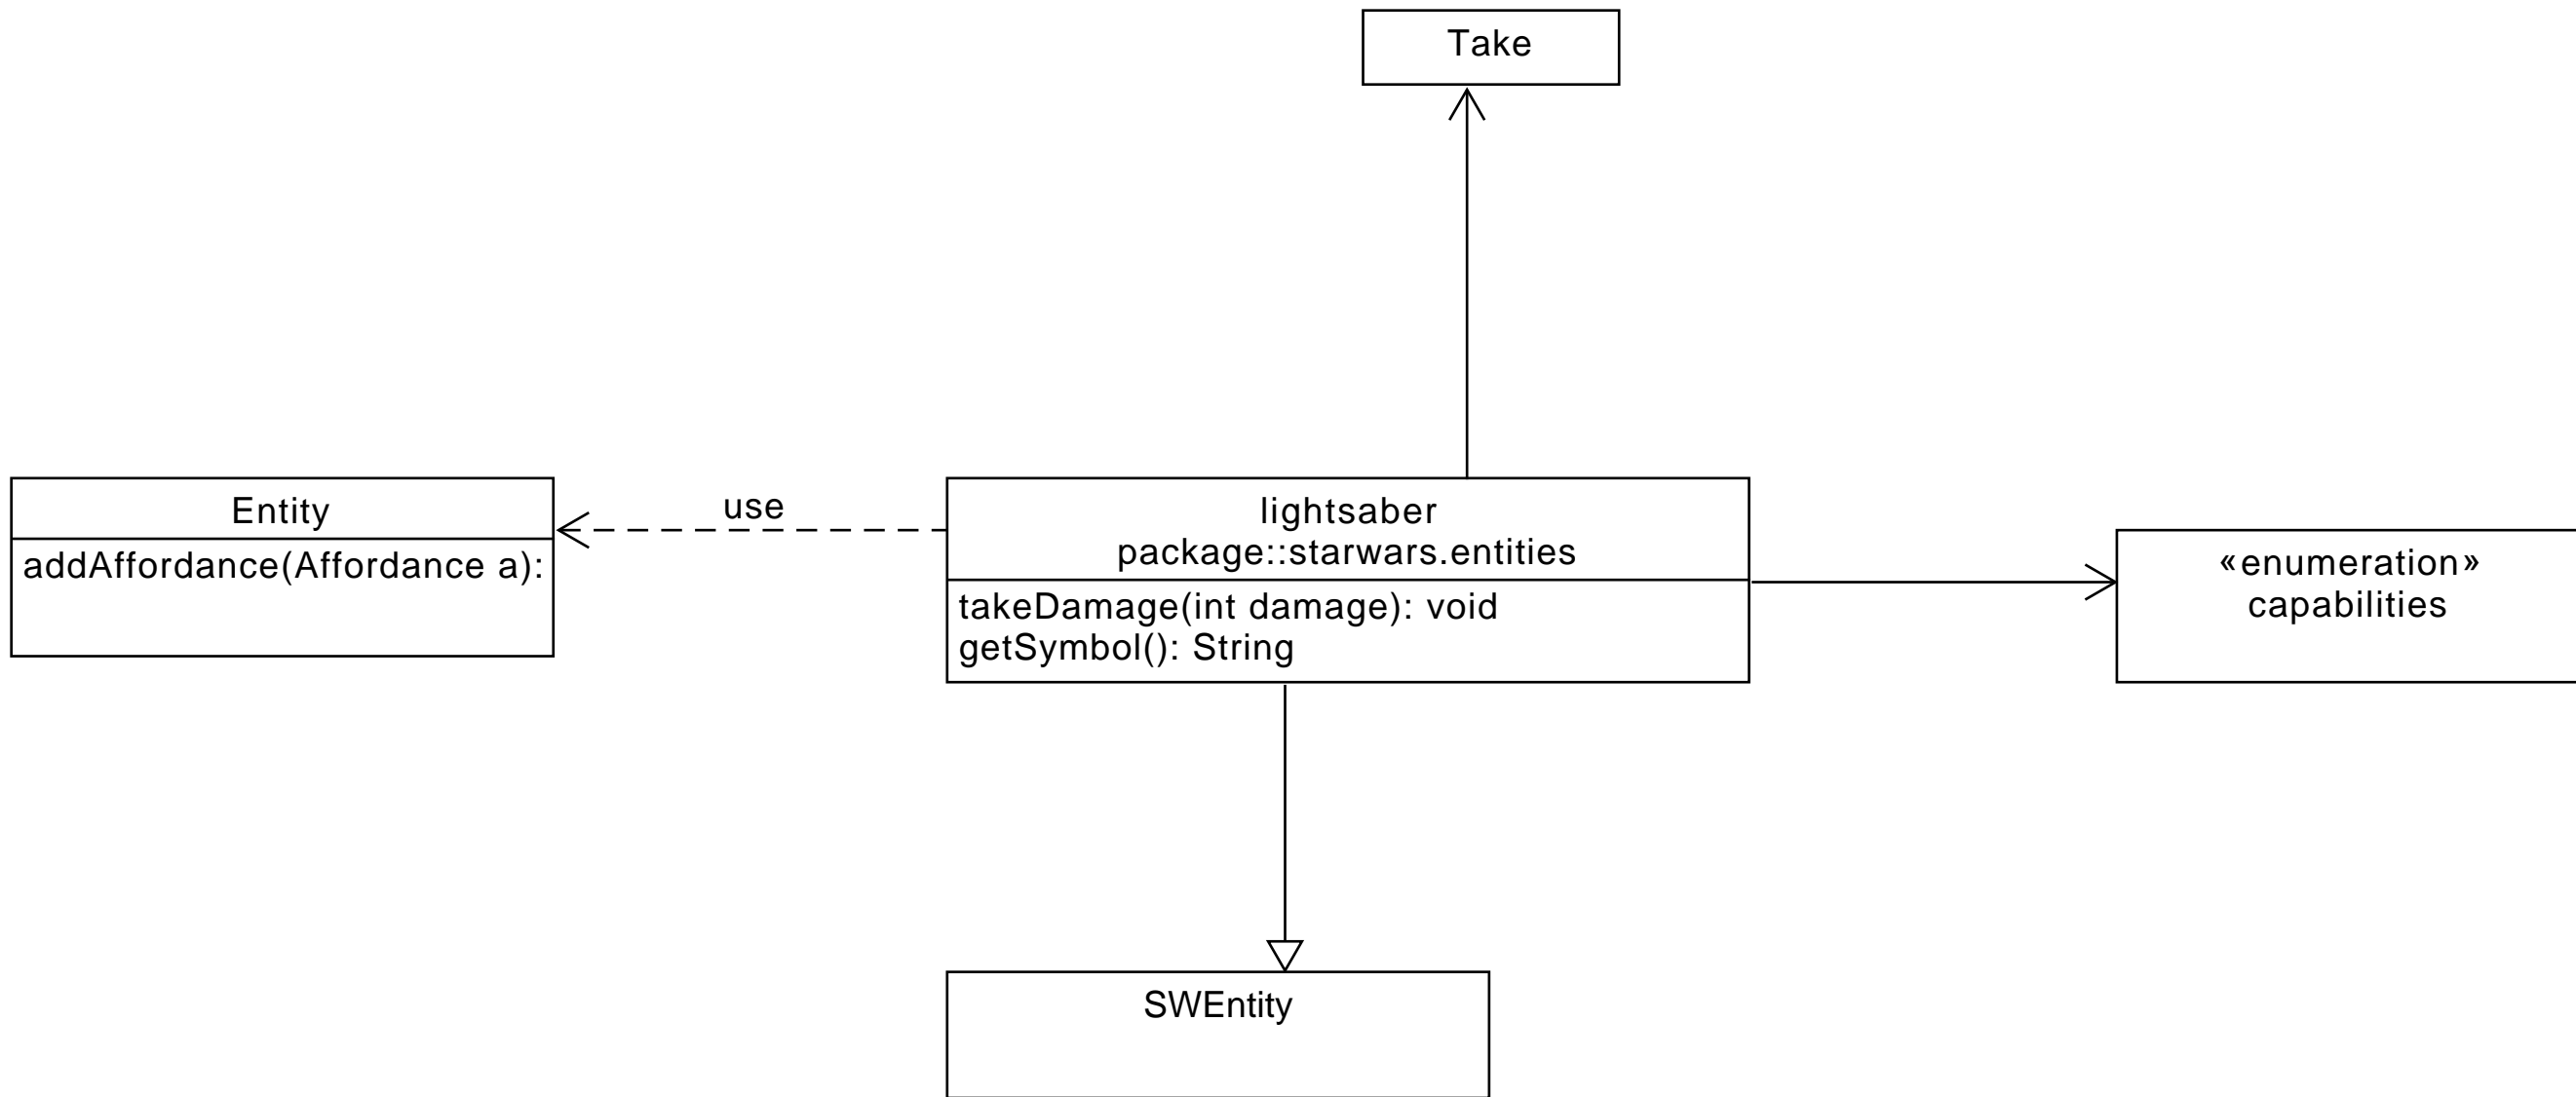 Take
Entity
addAffordance(Affordance a):
use
lightsaber
package::starwars.entities
takeDamage(int damage): void
getSymbol(): String
«enumeration»
capabilities
SWEntity